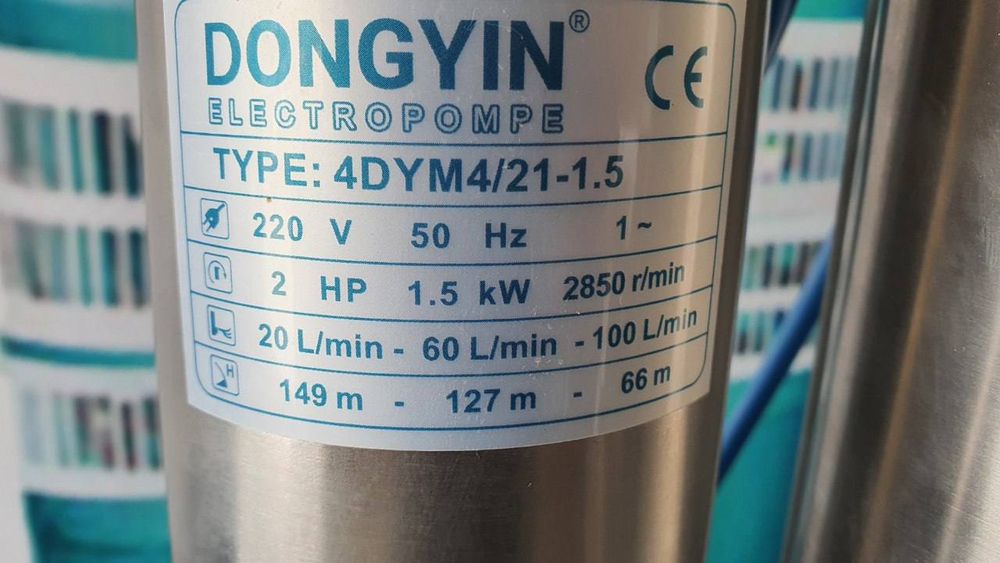 DONGYIN®
CE
ELECTROPOMPE
TYPE: 4DYM4/21-1.5
220 V 50 Hz 1~
2 HP 1.5 kW 2850 r/min
20 L/min - 60 L/min - 100 L/min
H
149 m - 127 m - 66 m